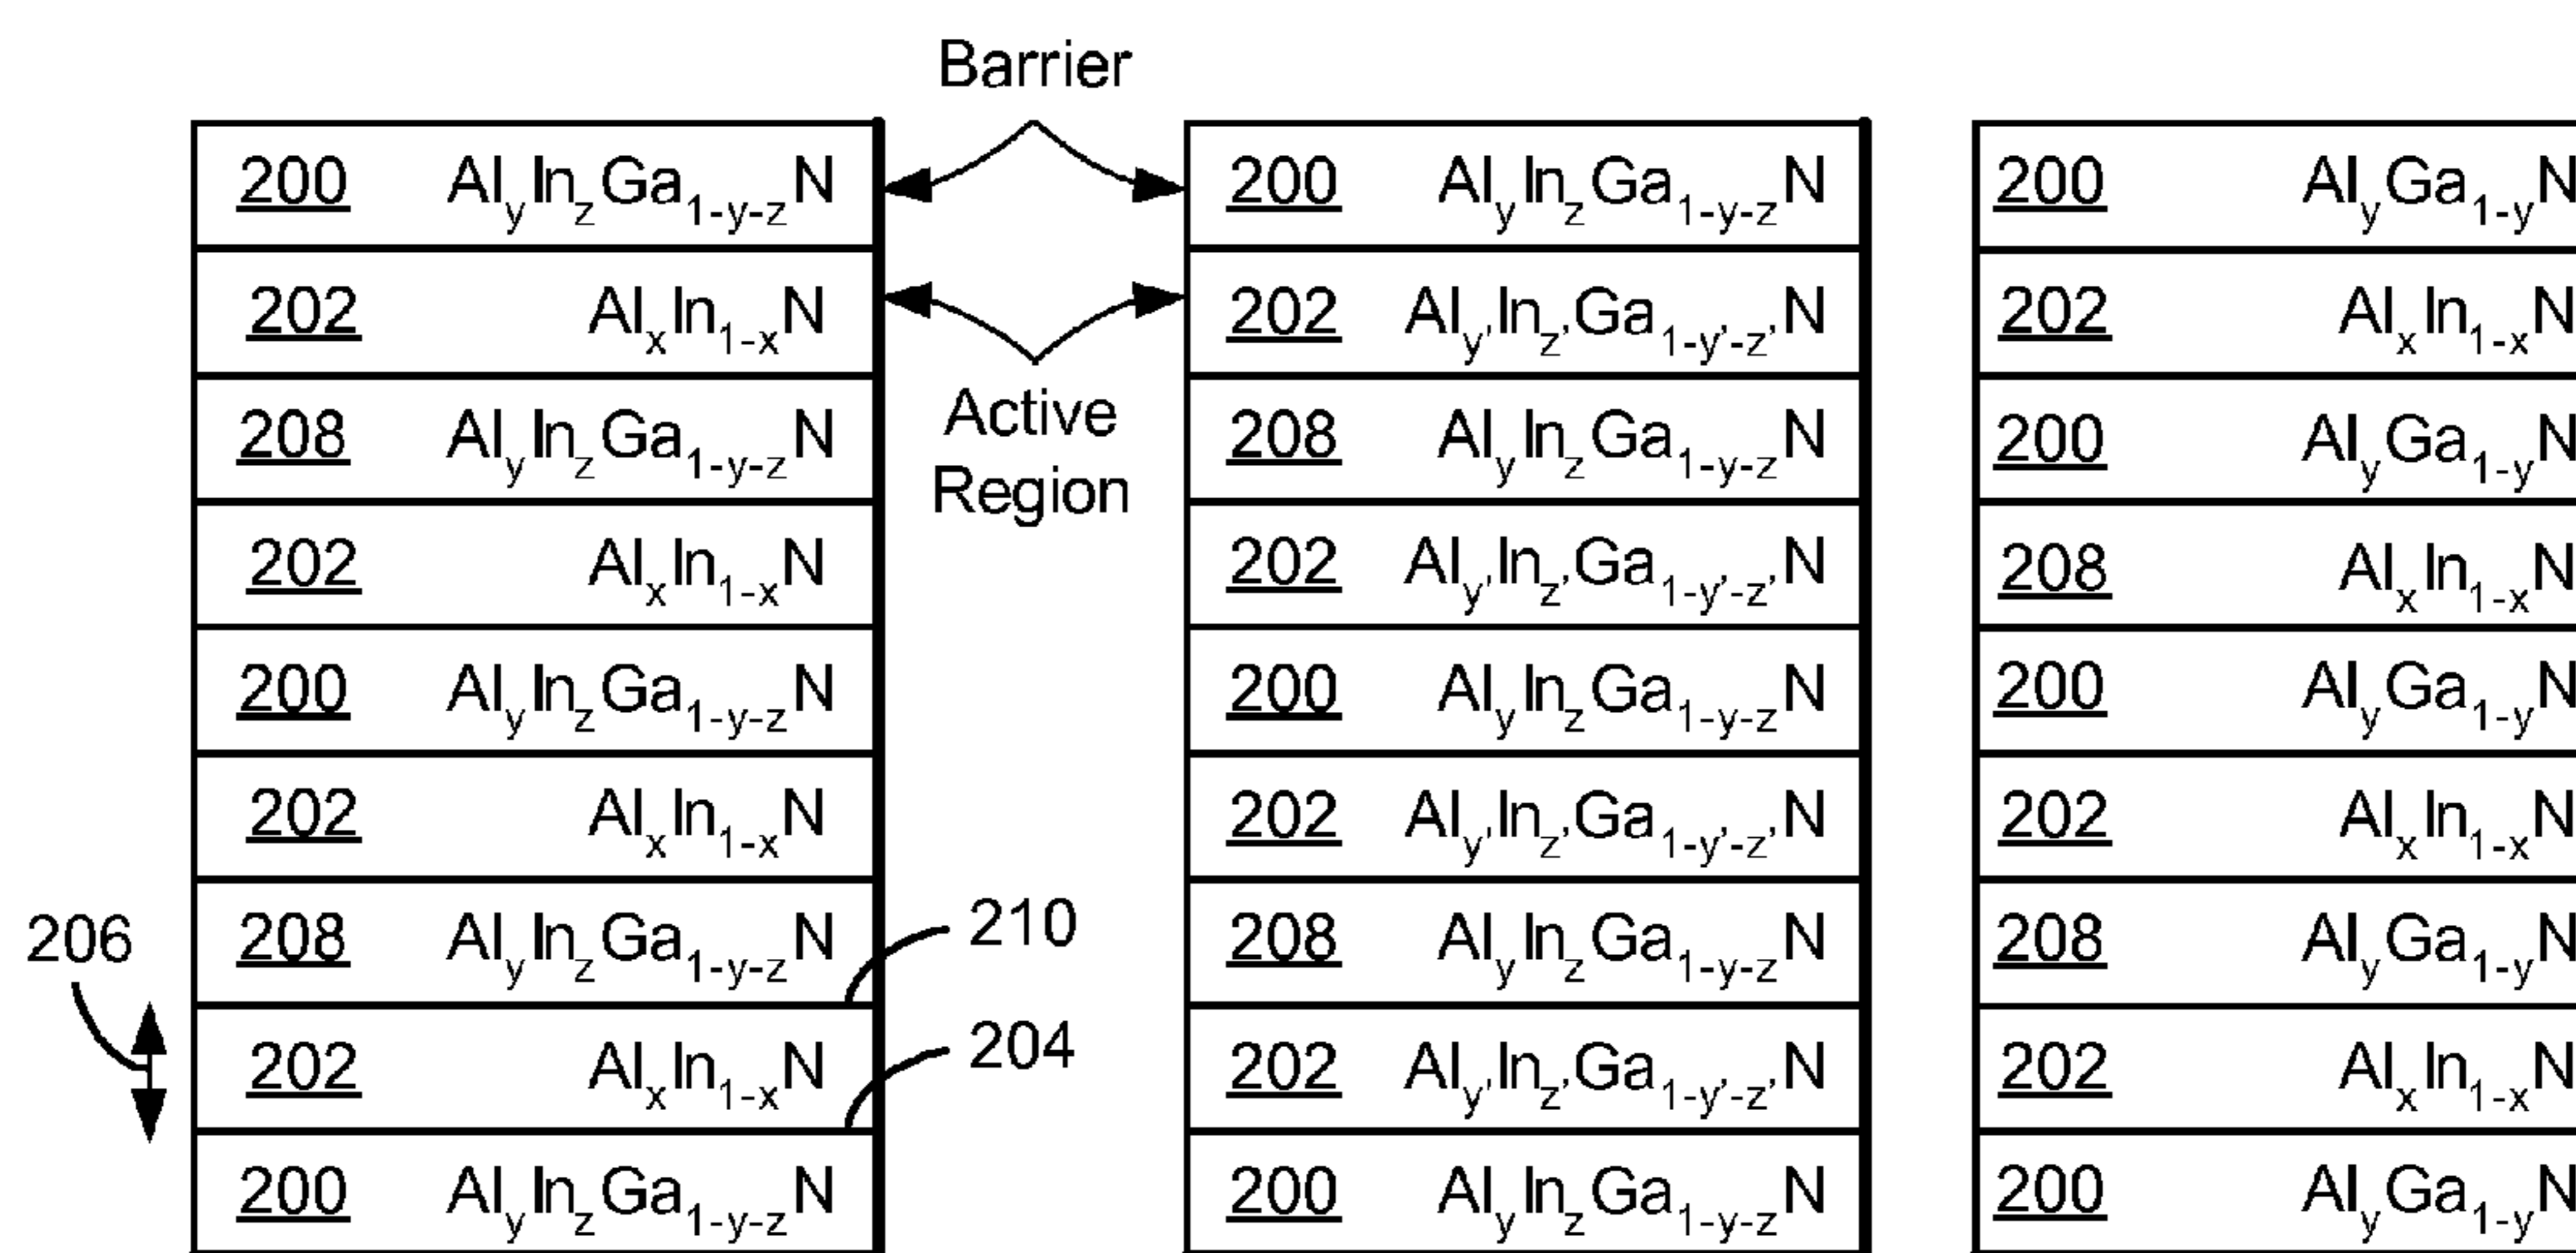 Barrier
200 AlyInzGa1-y-zN
202 AlxIn1-xN
208 AlyInzGa1-y-zN
202 AlxIn1-xN
200 AlyInzGa1-y-zN
202 AlxIn1-xN
208 AlyInzGa1-y-zN
202 AlxIn1-xN
200 AlyInzGa1-y-zN
206
Active
Region
210
204
200 AlyInzGa1-y-zN
202 Aly'Inz'Ga1-y'-z'N
208 AlyInzGa1-y-zN
202 Aly'Inz'Ga1-y'-z'N
200 AlyInzGa1-y-zN
202 Aly'Inz'Ga1-y'-z'N
208 AlyInzGa1-y-zN
202 Aly'Inz'Ga1-y'-z'N
200 AlyInzGa1-y-zN
200 AlyGa1-yN
202 AlxIn1-xN
200 AlyGa1-yN
208 AlxIn1-xN
200 AlyGa1-yN
202 AlxIn1-xN
208 AlyGa1-yN
202 AlxIn1-xN
200 AlyGa1-yN